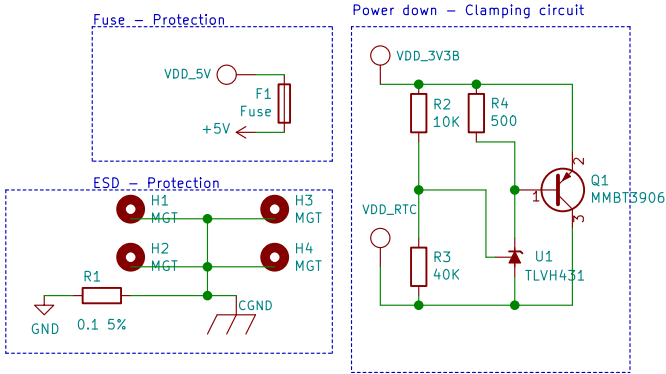 Fuse – Protection
VDD_5V
F1
Fuse
+5V
ESD – Protection
H1
MGT
H3
MGT
H2
MGT
H4
MGT
R1
0.1 5%
GND
CGND
Power down – Clamping circuit
VDD_3V3B
R2
10K
R4
500
2
Q1
MMBT3906
1
3
VDD_RTC
R3
40K
U1
TLVH431